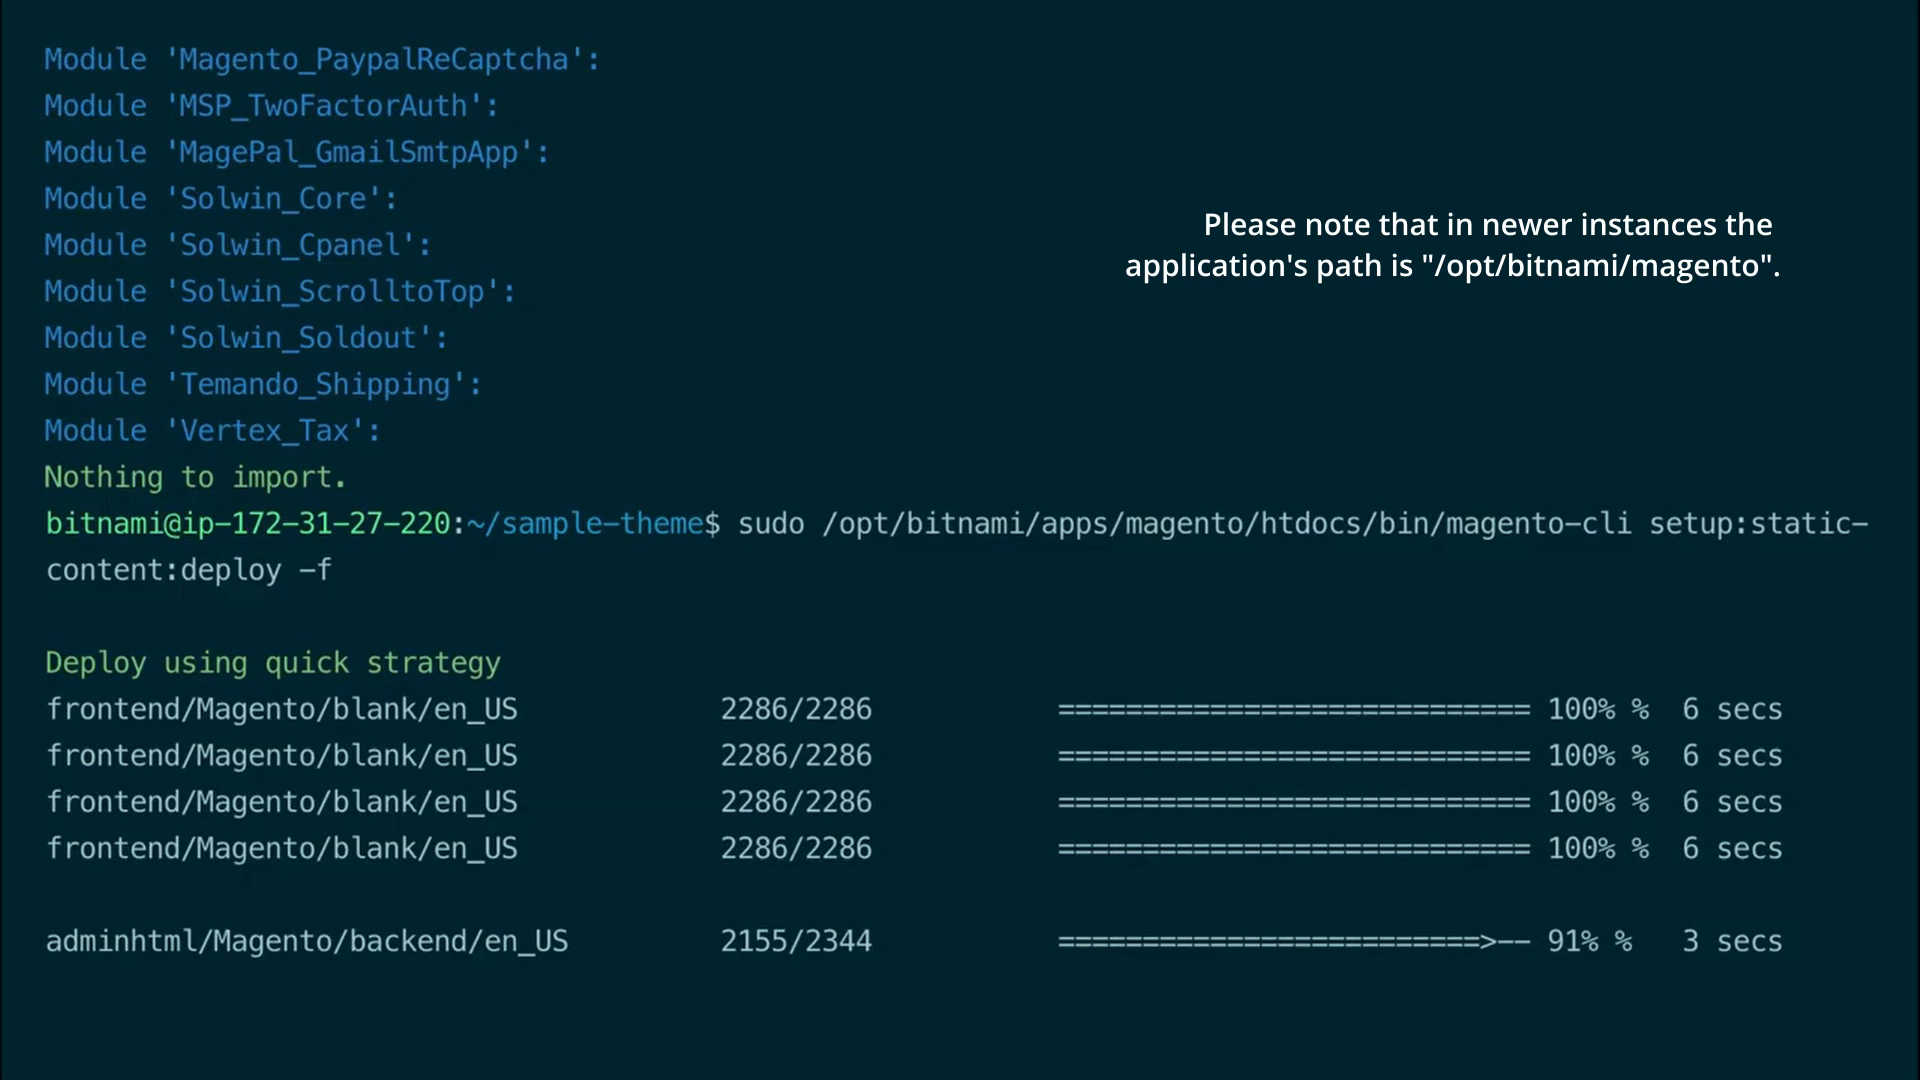 Module 'Magento_PaypalReCaptcha':
Module 'MSP_TwoFactorAuth':
Module 'MagePal_GmailSmtpApp':
Module 'Solwin_Core':
Module 'Solwin_Cpanel':
Module 'Solwin_ScrolltoTop':
Module 'Solwin_Soldout':
Module 'Temando_Shipping':
Module 'Vertex_Tax':
Nothing to import.
Please note that in newer instances the
application's path is "/opt/bitnami/magento".
bitnami@ip-172-31-27-220:~/sample-theme$ sudo /opt/bitnami/apps/magento/htdocs/bin/magento-cli setup:static-
content:deploy -f
Deploy using quick strategy
frontend/Magento/blank/en_US 2286/2286 ============================ 100% % 6 secs
frontend/Magento/blank/en_US 2286/2286 ============================ 100% % 6 secs
frontend/Magento/blank/en_US 2286/2286 ============================ 100% % 6 secs
frontend/Magento/blank/en_US 2286/2286 ============================ 100% % 6 secs
adminhtml/Magento/backend/en_US 2155/2344 =========================>-- 91% % 3 secs